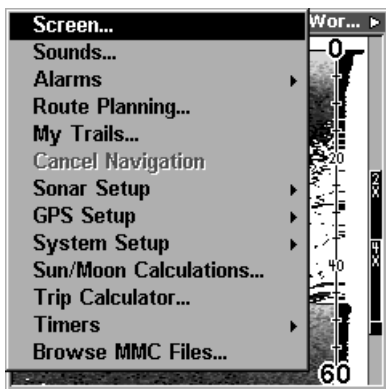 Screen...
Wor...
Sounds...
0
Alarms
Route Planning...
My Trails...
Cancel Navigation
20
Sonar Setup
GPS Setup
System Setup
Sun/Moon Calculations...
40
Trip Calculator...
Timers
Browse MMC Files...
60